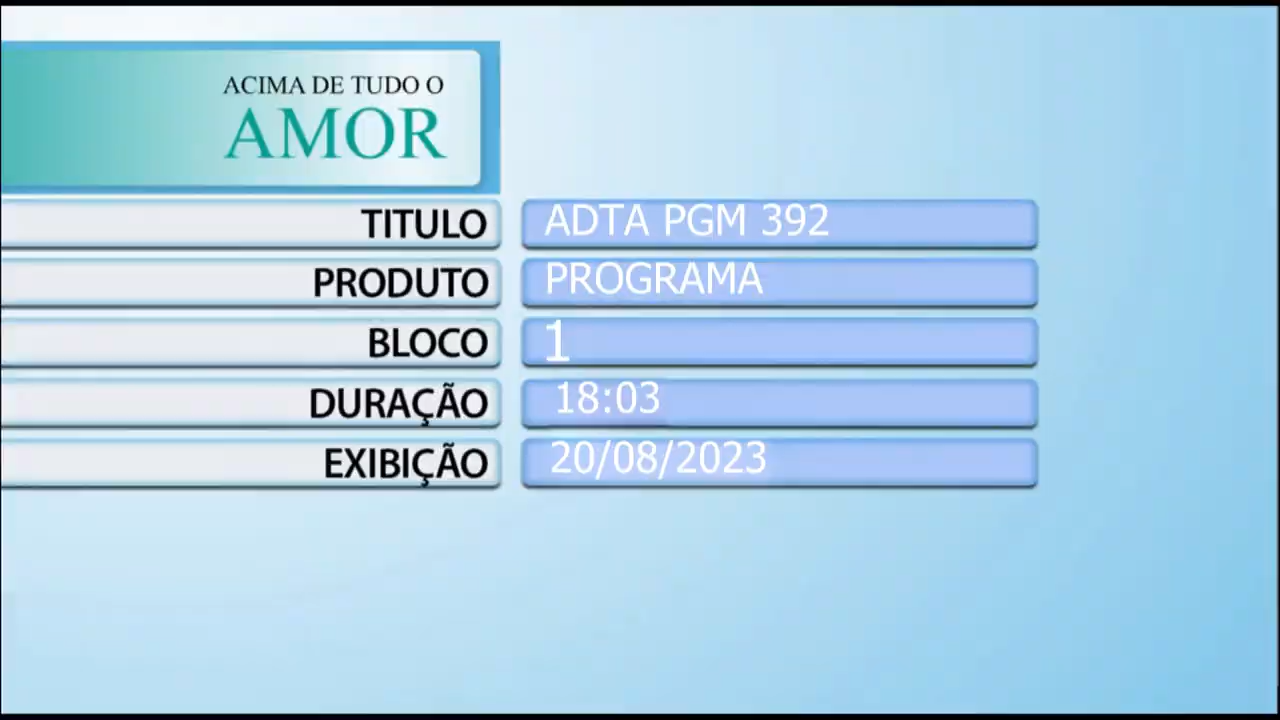 ACIMA DE TUDO O
AMOR
TITULO ADTA PGM 392
PRODUTO PROGRAMA
BLOCO 1
DURAÇÃO 18:03
EXIBIÇÃO 20/08/2023